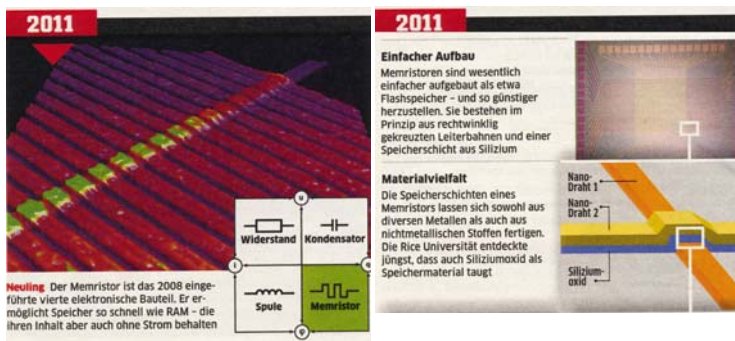 2011
u
Widerstand
Kondensator
i
q
Spule
Memristor
φ
Neuling Der Memristor ist das 2008 einge-
führte vierte elektronische Bauteil. Er er-
möglicht Speicher so schnell wie RAM – die
ihren Inhalt aber auch ohne Strom behalten
2011
Einfacher Aufbau
Memristoren sind wesentlich
einfacher aufgebaut als etwa
Flashspeicher – und so günstiger
herzustellen. Sie bestehen im
Prinzip aus rechtwinklig
gekreuzten Leiterbahnen und einer
Speicherschicht aus Silizium
Materialvielfalt
Die Speicherschichten eines
Memristors lassen sich sowohl aus
diversen Metallen als auch aus
nichtmetallischen Stoffen fertigen.
Die Rice Universität entdeckte
jüngst, dass auch Siliziumoxid als
Speichermaterial taugt
Nano-
Draht 1
Nano-
Draht 2
Silizium-
oxid